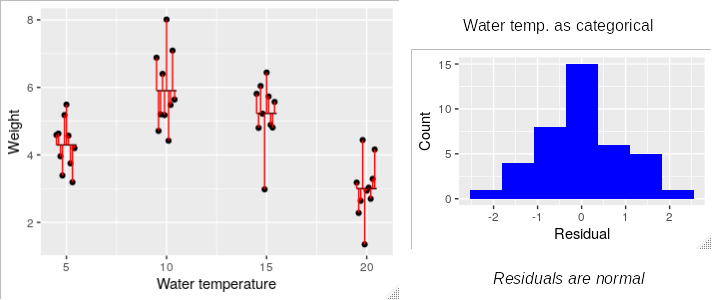 Water temp. as categorical
8
6
4
2
Weight
5
10
15
20
Water temperature
15
10
5
0
Count
-2
-1
0
1
2
Residual
Residuals are normal